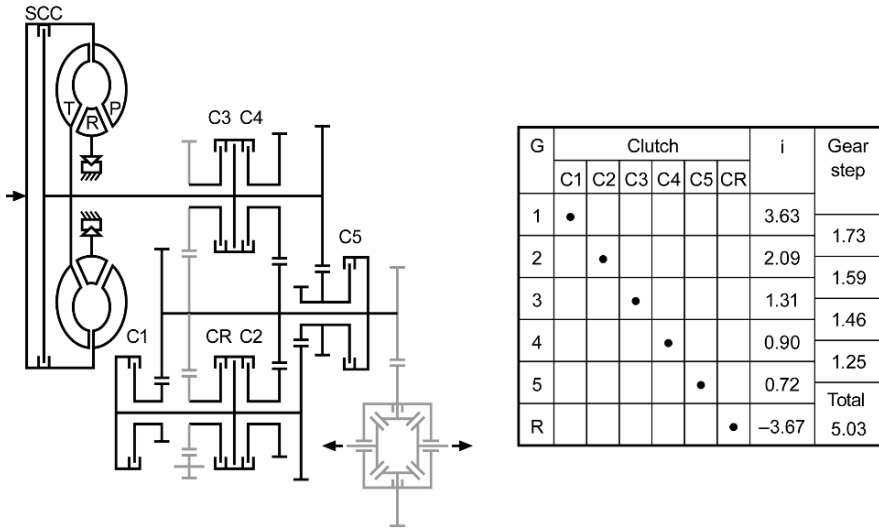 SCC
T
P
R
C3 C4
C5
C1
CR C2
G Clutch i Gear step
C1 C2 C3 C4 C5 CR
1 • 3.63
1.73
2 • 2.09
1.59
3 • 1.31
1.46
4 • 0.90
1.25
5 • 0.72
Total
R • –3.67 5.03